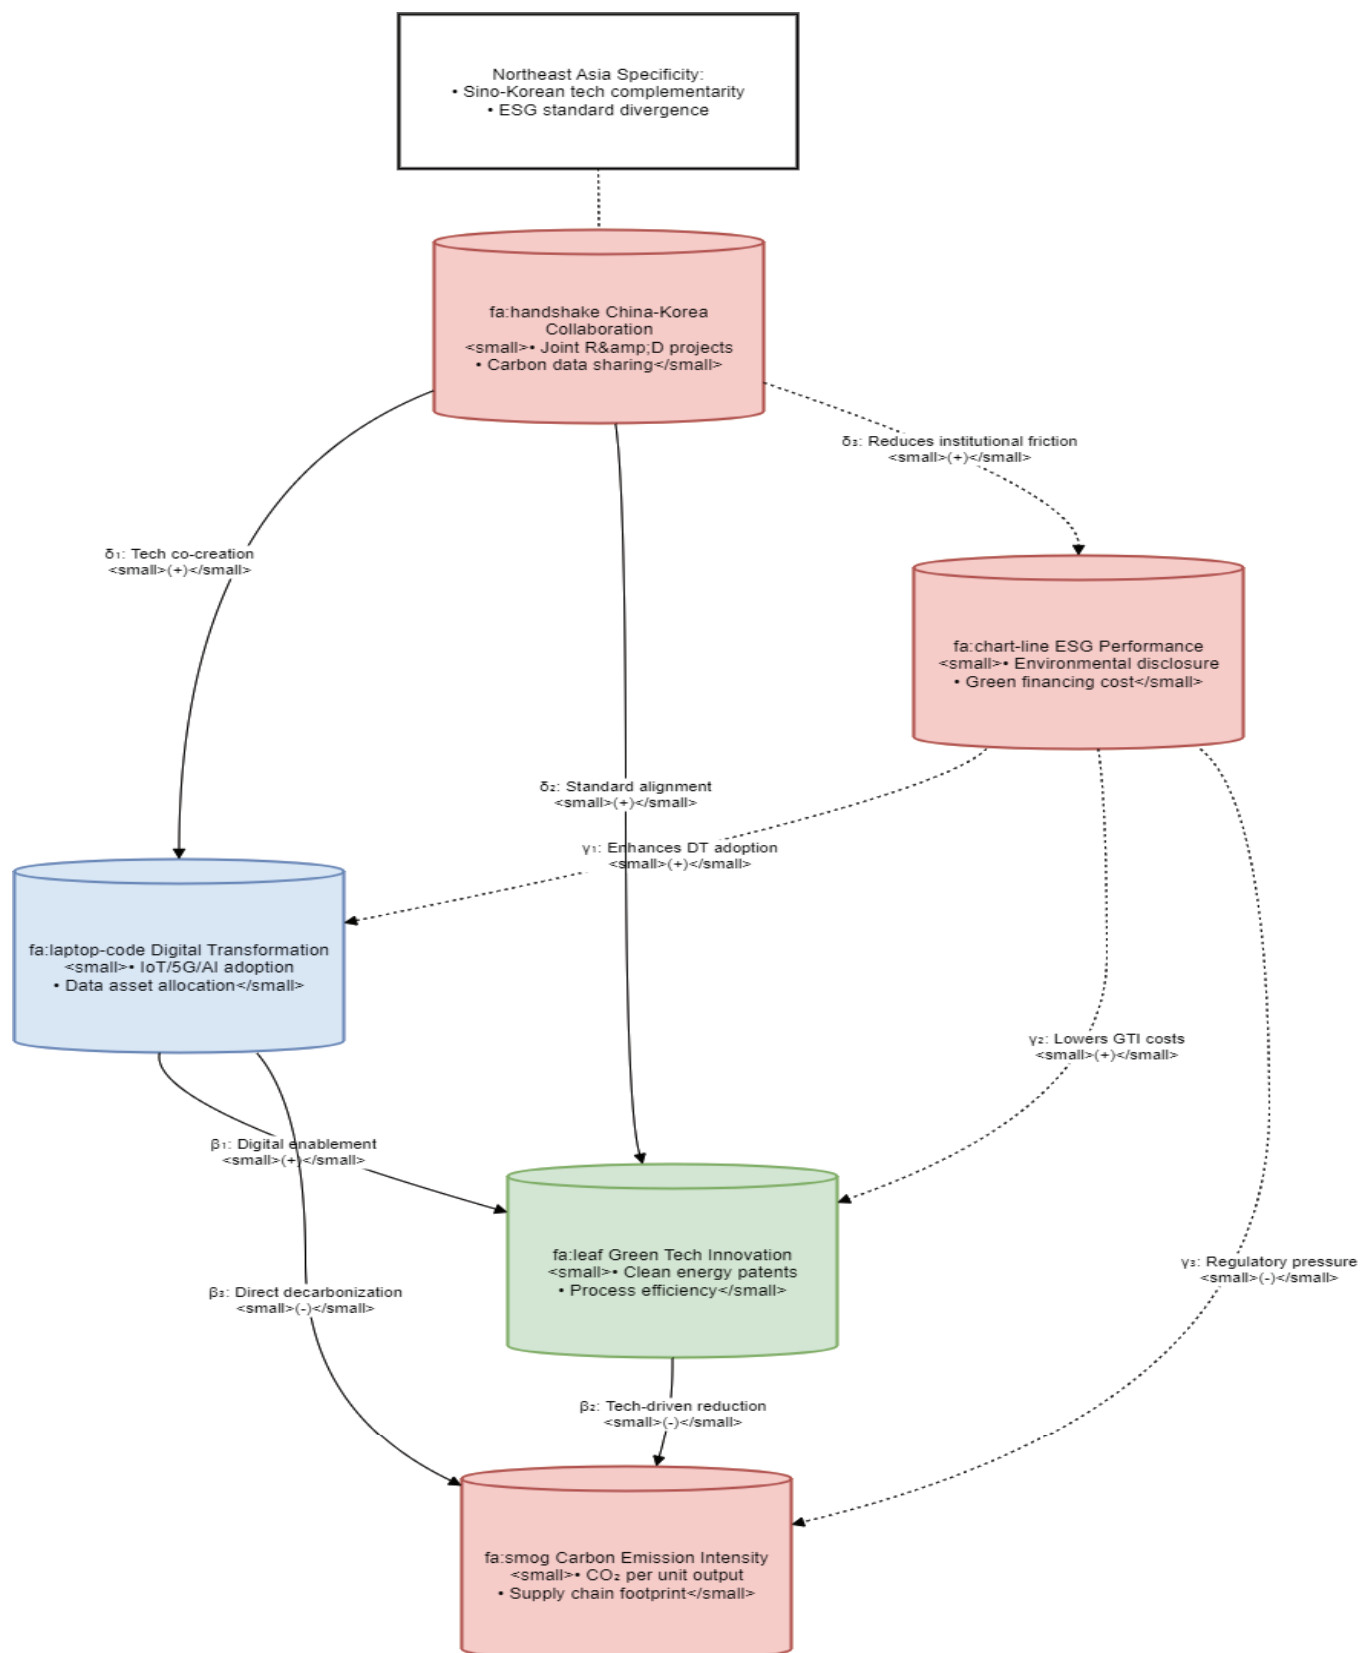 Northeast Asia Specificity:
• Sino-Korean tech complementarity
• ESG standard divergence
fa:handshake China-Korea
Collaboration
<small>• Joint R&amp;D projects
• Carbon data sharing</small>
δ₃: Reduces institutional friction
<small>(+)</small>
δ₁: Tech co-creation
<small>(+)</small>
fa:chart-line ESG Performance
<small>• Environmental disclosure
• Green financing cost</small>
δ₂: Standard alignment
<small>(+)</small>
γ₁: Enhances DT adoption
<small>(+)</small>
fa:laptop-code Digital Transformation
<small>• IoT/5G/AI adoption
• Data asset allocation</small>
γ₂: Lowers GTI costs
<small>(+)</small>
β₁: Digital enablement
<small>(+)</small>
fa:leaf Green Tech Innovation
<small>• Clean energy patents
• Process efficiency</small>
γ₃: Regulatory pressure
<small>(-)</small>
β₃: Direct decarbonization
<small>(-)</small>
β₂: Tech-driven reduction
<small>(-)</small>
fa:smog Carbon Emission Intensity
<small>• CO₂ per unit output
• Supply chain footprint</small>